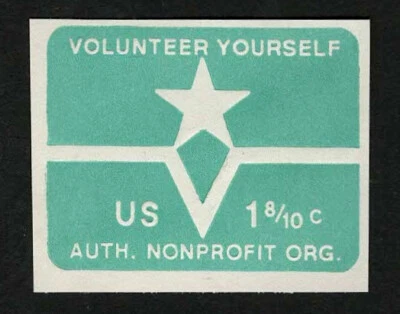 VOLUNTEER YOURSELF
US 1 8/10 C
AUTH. NONPROFIT ORG.